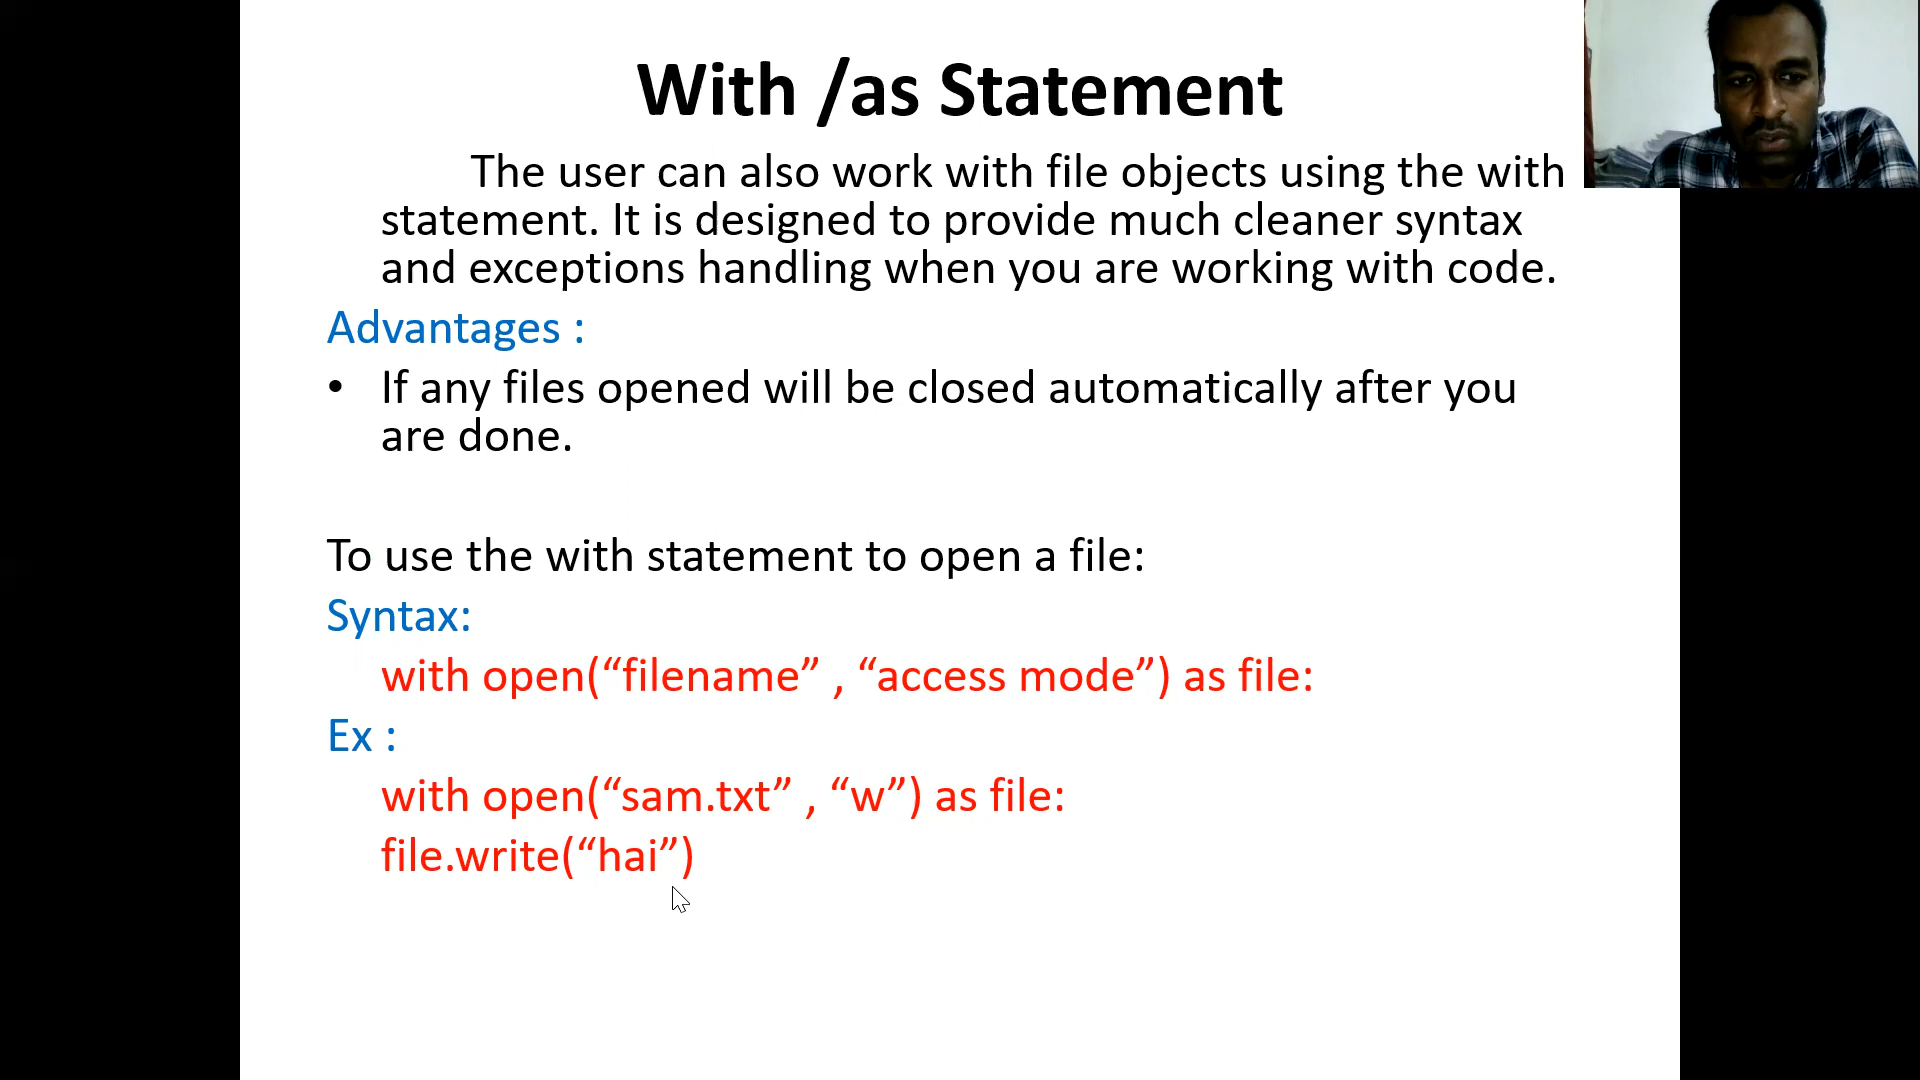 With /as Statement
The user can also work with file objects using the with
statement. It is designed to provide much cleaner syntax
and exceptions handling when you are working with code.
Advantages :
• If any files opened will be closed automatically after you
are done.
To use the with statement to open a file:
Syntax:
with open(“filename” , “access mode”) as file:
Ex :
with open(“sam.txt” , “w”) as file:
file.write(“hai”)